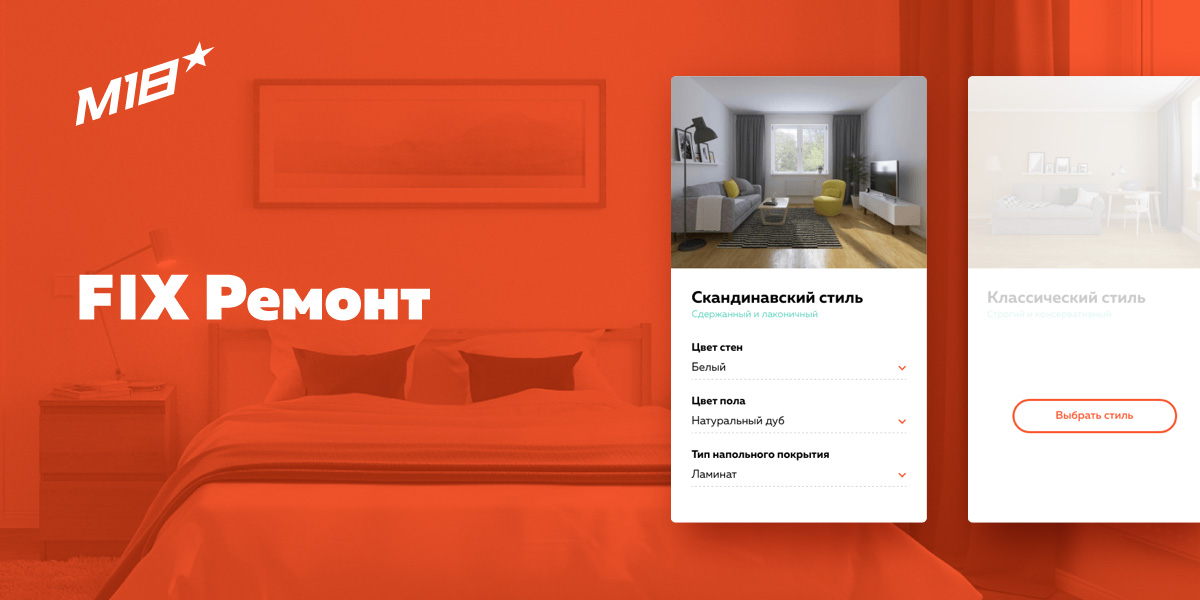 M18
FIX Ремонт
Скандинавский стиль
Сдержанный и лаконичный
Цвет стен
Белый
Цвет пола
Натуральный дуб
Тип напольного покрытия
Ламинат
Классический стиль
Строгий и консервативный
Выбрать стиль